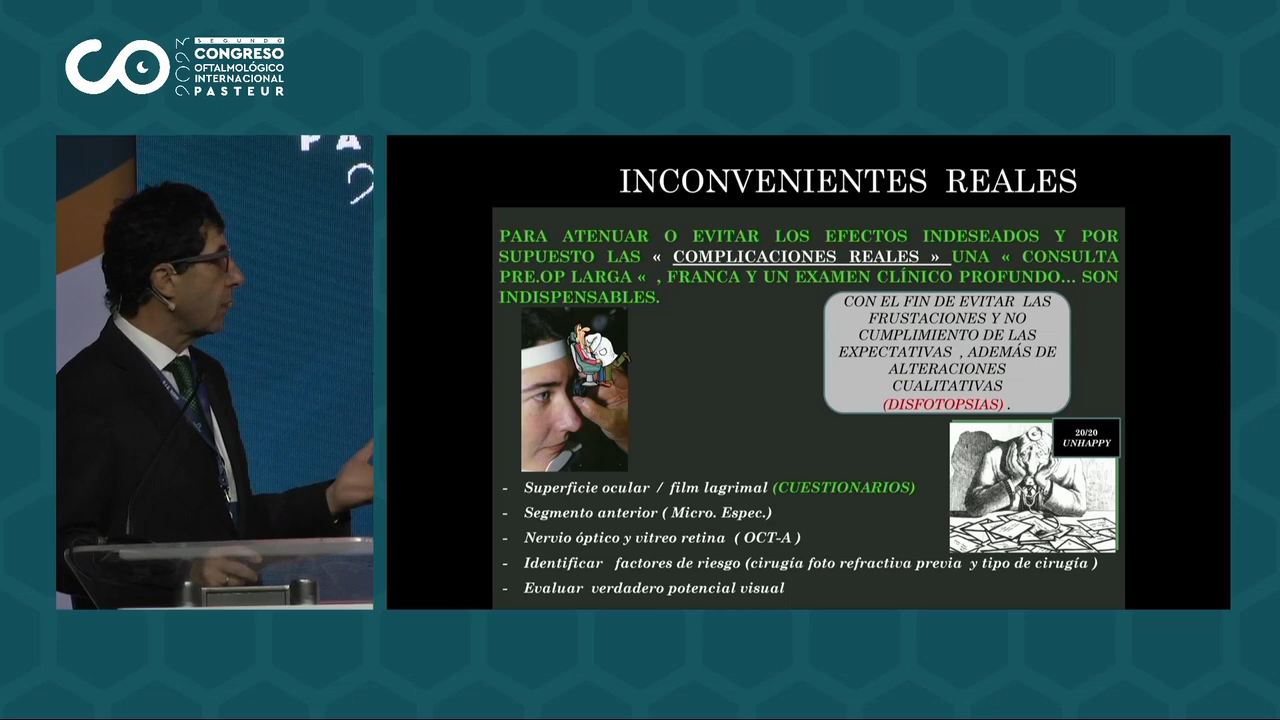 SEGUNDO
CONGRESO
OFTALMOLÓGICO
INTERNACIONAL
PASTEUR
2023
PA
2
INCONVENIENTES REALES
PARA ATENUAR O EVITAR LOS EFECTOS INDESEADOS Y POR
SUPUESTO LAS « COMPLICACIONES REALES » UNA « CONSULTA
PRE.OP LARGA « , FRANCA Y UN EXAMEN CLÍNICO PROFUNDO... SON
INDISPENSABLES.
CON EL FIN DE EVITAR LAS
FRUSTACIONES Y NO
CUMPLIMIENTO DE LAS
EXPECTATIVAS , ADEMÁS DE
ALTERACIONES
CUALITATIVAS
(DISFOTOPSIAS) .
20/20
UNHAPPY
- Superficie ocular / film lagrimal (CUESTIONARIOS)
- Segmento anterior ( Micro. Espec.)
- Nervio óptico y vitreo retina ( OCT-A )
- Identificar factores de riesgo (cirugía foto refractiva previa y tipo de cirugía )
- Evaluar verdadero potencial visual